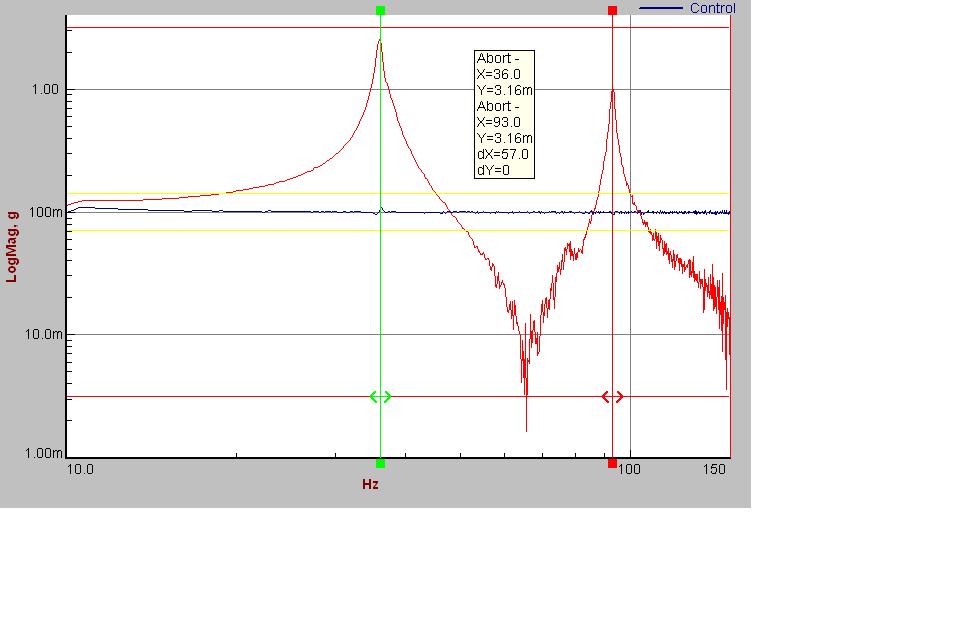 Control
Abort -
X=36.0
Y=3.16m
Abort -
X=93.0
Y=3.16m
dX=57.0
dY=0
1.00
100m
10.0m
1.00m
LogMag, g
10.0
100
150
Hz